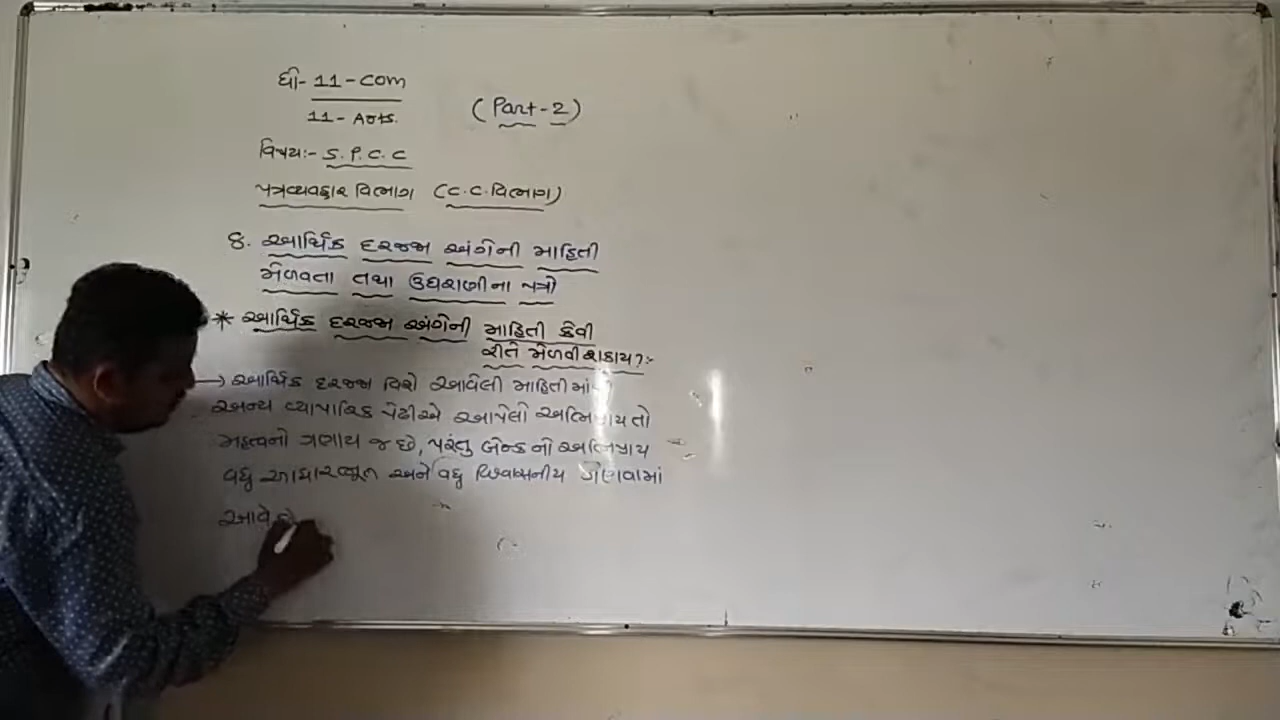 ધો- 11-Com
11- Arts.
(Part-2)
વિષય:- S.P.C.C
પત્રવ્યવહાર વિભાગ (C.C.વિભાગ)
8. આર્થિક દરજ્જા અંગેની માહિતી
મેળવતા તથા ઉઘરાણીના પત્રો
* આર્થિક દરજ્જા અંગેની માહિતી કેવી
રીતે મેળવી શકાય?:-
→ આર્થિક દરજ્જા વિશે આવેલી માહિતીમાં
અન્ય વ્યાપારિક પેઢીએ આપેલો અભિપ્રાય તો
મહત્વનો ગણાય જ છે, પરંતુ બેન્કનો અભિપ્રાય
વધુ આધારભૂત અને વધુ વિશ્વાસનીય ગણવામાં
આવે છે